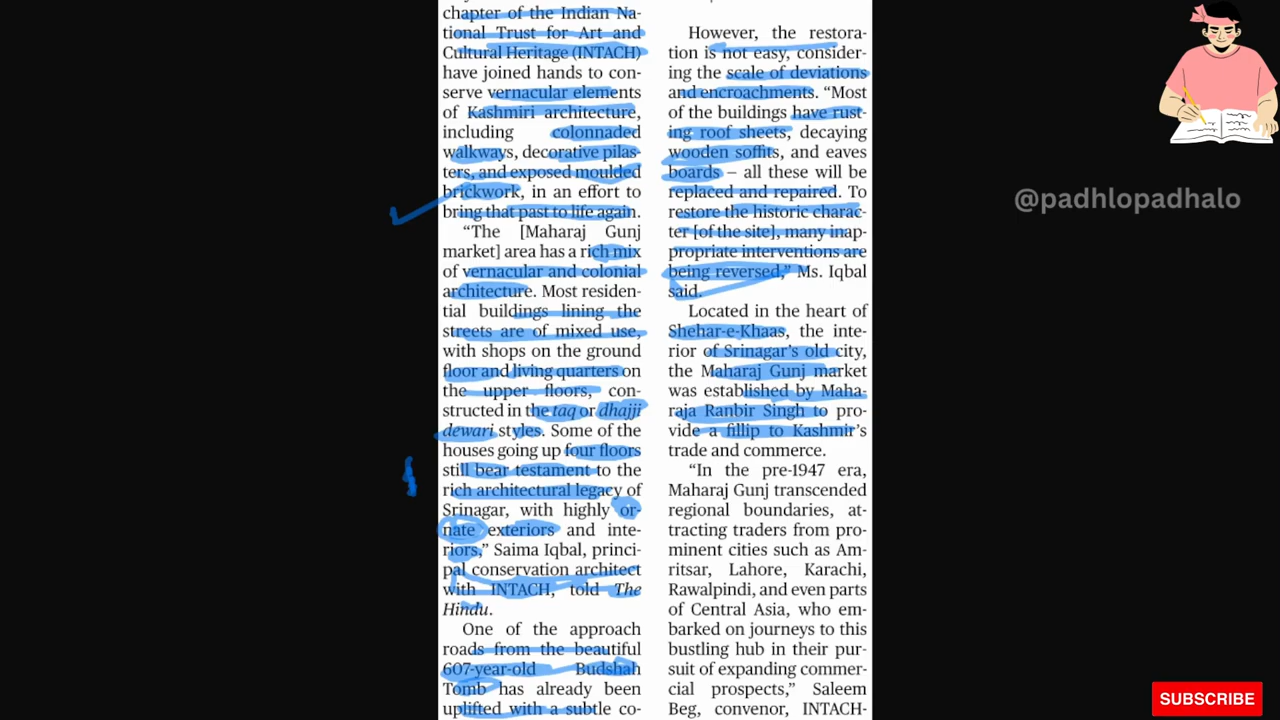 chapter of the Indian Na-
tional Trust for Art and
Cultural Heritage (INTACH)
have joined hands to con-
serve vernacular elements
of Kashmiri architecture,
including colonnaded
walkways, decorative pilas-
ters, and exposed moulded
brickwork, in an effort to
bring that past to life again.
“The [Maharaj Gunj
market] area has a rich mix
of vernacular and colonial
architecture. Most residen-
tial buildings lining the
streets are of mixed use,
with shops on the ground
floor and living quarters on
the upper floors, con-
structed in the taq or dhajji
dewari styles. Some of the
houses going up four floors
still bear testament to the
rich architectural legacy of
Srinagar, with highly or-
nate exteriors and inte-
riors,” Saima Iqbal, princi-
pal conservation architect
with INTACH, told The
Hindu.
One of the approach
roads from the beautiful
607-year-old Budshah
Tomb has already been
uplifted with a subtle co-
However, the restora-
tion is not easy, consider-
ing the scale of deviations
and encroachments. “Most
of the buildings have rust-
ing roof sheets, decaying
wooden soffits, and eaves
boards – all these will be
replaced and repaired. To
restore the historic charac-
ter [of the site], many inap-
propriate interventions are
being reversed,” Ms. Iqbal
said.
Located in the heart of
Shehar-e-Khaas, the inte-
rior of Srinagar’s old city,
the Maharaj Gunj market
was established by Maha-
raja Ranbir Singh to pro-
vide a fillip to Kashmir’s
trade and commerce.
“In the pre-1947 era,
Maharaj Gunj transcended
regional boundaries, at-
tracting traders from pro-
minent cities such as Am-
ritsar, Lahore, Karachi,
Rawalpindi, and even parts
of Central Asia, who em-
barked on journeys to this
bustling hub in their pur-
suit of expanding commer-
cial prospects,” Saleem
Beg, convenor, INTACH-
@padhlopadhalo
SUBSCRIBE